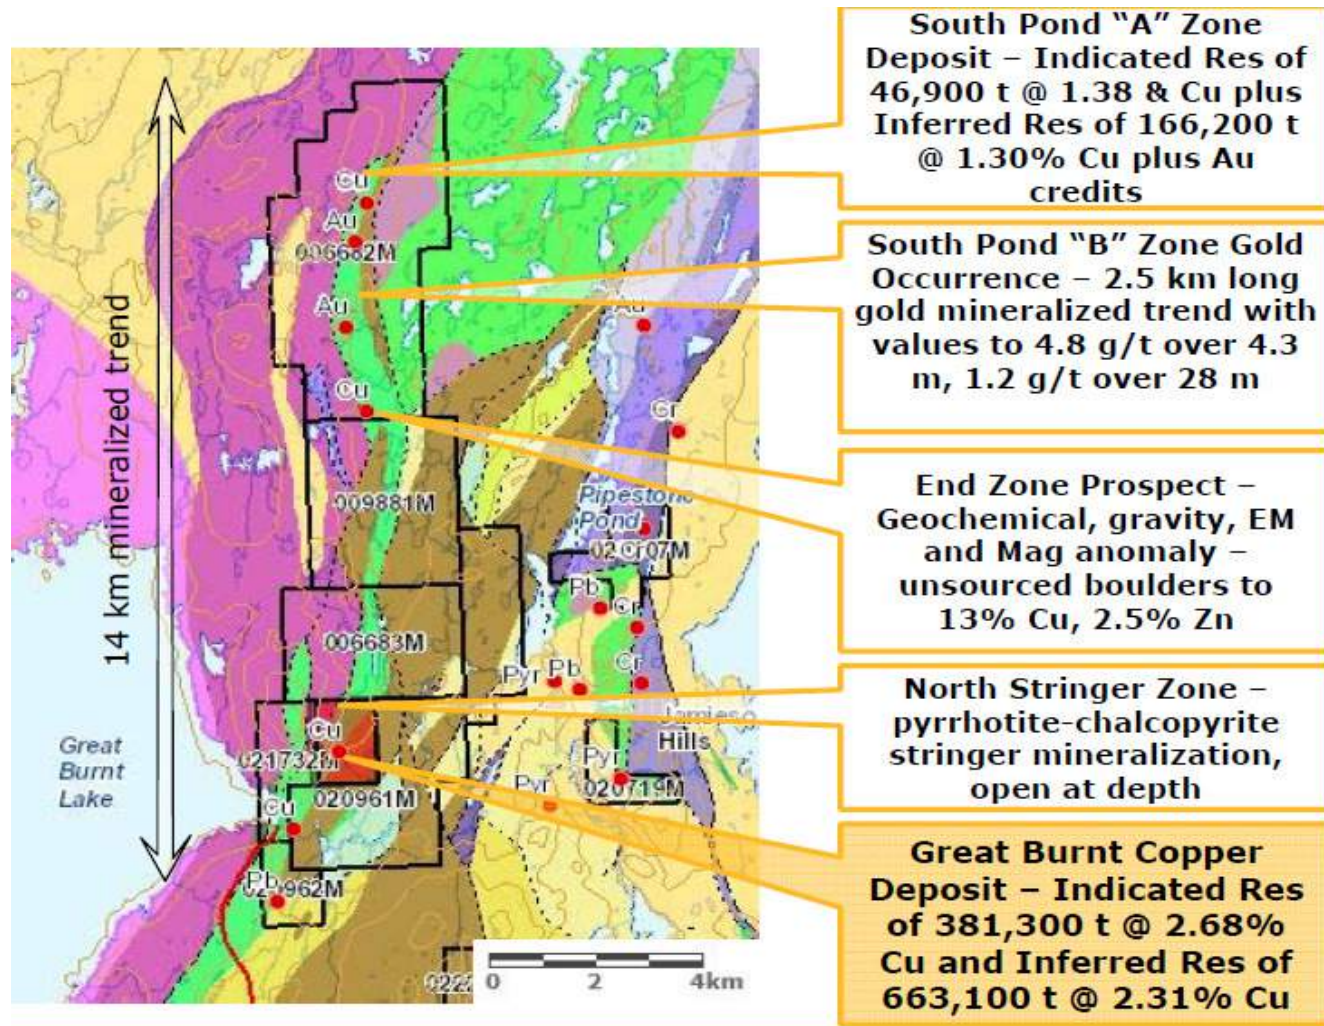 South Pond “A” Zone
Deposit – Indicated Res of
46,900 t @ 1.38 & Cu plus
Inferred Res of 166,200 t
@ 1.30% Cu plus Au
credits
South Pond “B” Zone Gold
Occurrence – 2.5 km long
gold mineralized trend with
values to 4.8 g/t over 4.3
m, 1.2 g/t over 28 m
End Zone Prospect –
Geochemical, gravity, EM
and Mag anomaly –
unsourced boulders to
13% Cu, 2.5% Zn
North Stringer Zone –
pyrrhotite-chalcopyrite
stringer mineralization,
open at depth
Great Burnt Copper
Deposit – Indicated Res
of 381,300 t @ 2.68%
Cu and Inferred Res of
663,100 t @ 2.31% Cu
14 km mineralized trend
Cu
Au
006682M
Au
Au
Cu
Cr
009881M
Pipestone
Pond
Cr
Pb
Cr
006683M
Pyr
Pb
Cr
Hills
Great
Burnt
Lake
Cu
021732M
020961M
Pyr
Pyr
020719M
Cu
Pb
0 2 4km